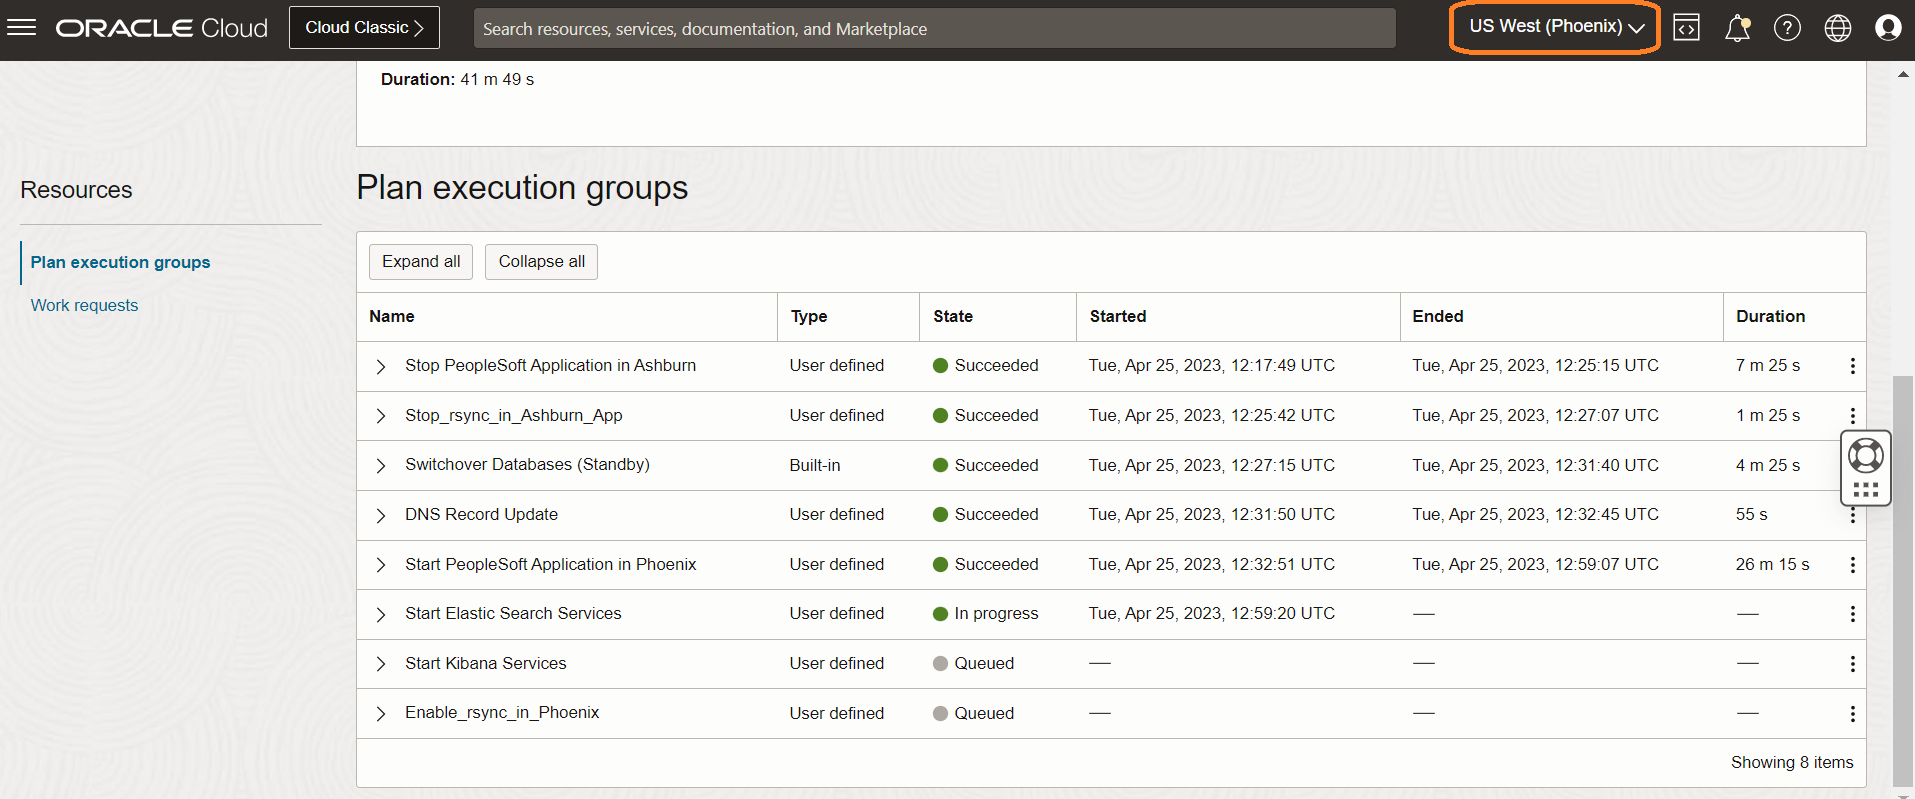 ORACLE Cloud
Cloud Classic
Search resources, services, documentation, and Marketplace
US West (Phoenix)
Duration: 41 m 49 s
Resources
Plan execution groups
Work requests
Plan execution groups
Expand all
Collapse all
Name Type State Started Ended Duration
Stop PeopleSoft Application in Ashburn User defined Succeeded Tue, Apr 25, 2023, 12:17:49 UTC Tue, Apr 25, 2023, 12:25:15 UTC 7 m 25 s
Stop_rsync_in_Ashburn_App User defined Succeeded Tue, Apr 25, 2023, 12:25:42 UTC Tue, Apr 25, 2023, 12:27:07 UTC 1 m 25 s
Switchover Databases (Standby) Built-in Succeeded Tue, Apr 25, 2023, 12:27:15 UTC Tue, Apr 25, 2023, 12:31:40 UTC 4 m 25 s
DNS Record Update User defined Succeeded Tue, Apr 25, 2023, 12:31:50 UTC Tue, Apr 25, 2023, 12:32:45 UTC 55 s
Start PeopleSoft Application in Phoenix User defined Succeeded Tue, Apr 25, 2023, 12:32:51 UTC Tue, Apr 25, 2023, 12:59:07 UTC 26 m 15 s
Start Elastic Search Services User defined In progress Tue, Apr 25, 2023, 12:59:20 UTC — —
Start Kibana Services User defined Queued — — —
Enable_rsync_in_Phoenix User defined Queued — — —
Showing 8 items